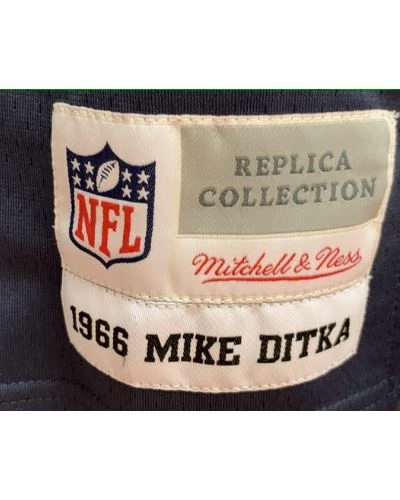 NFL
REPLICA
COLLECTION
Mitchell & Ness
1966 MIKE DITKA